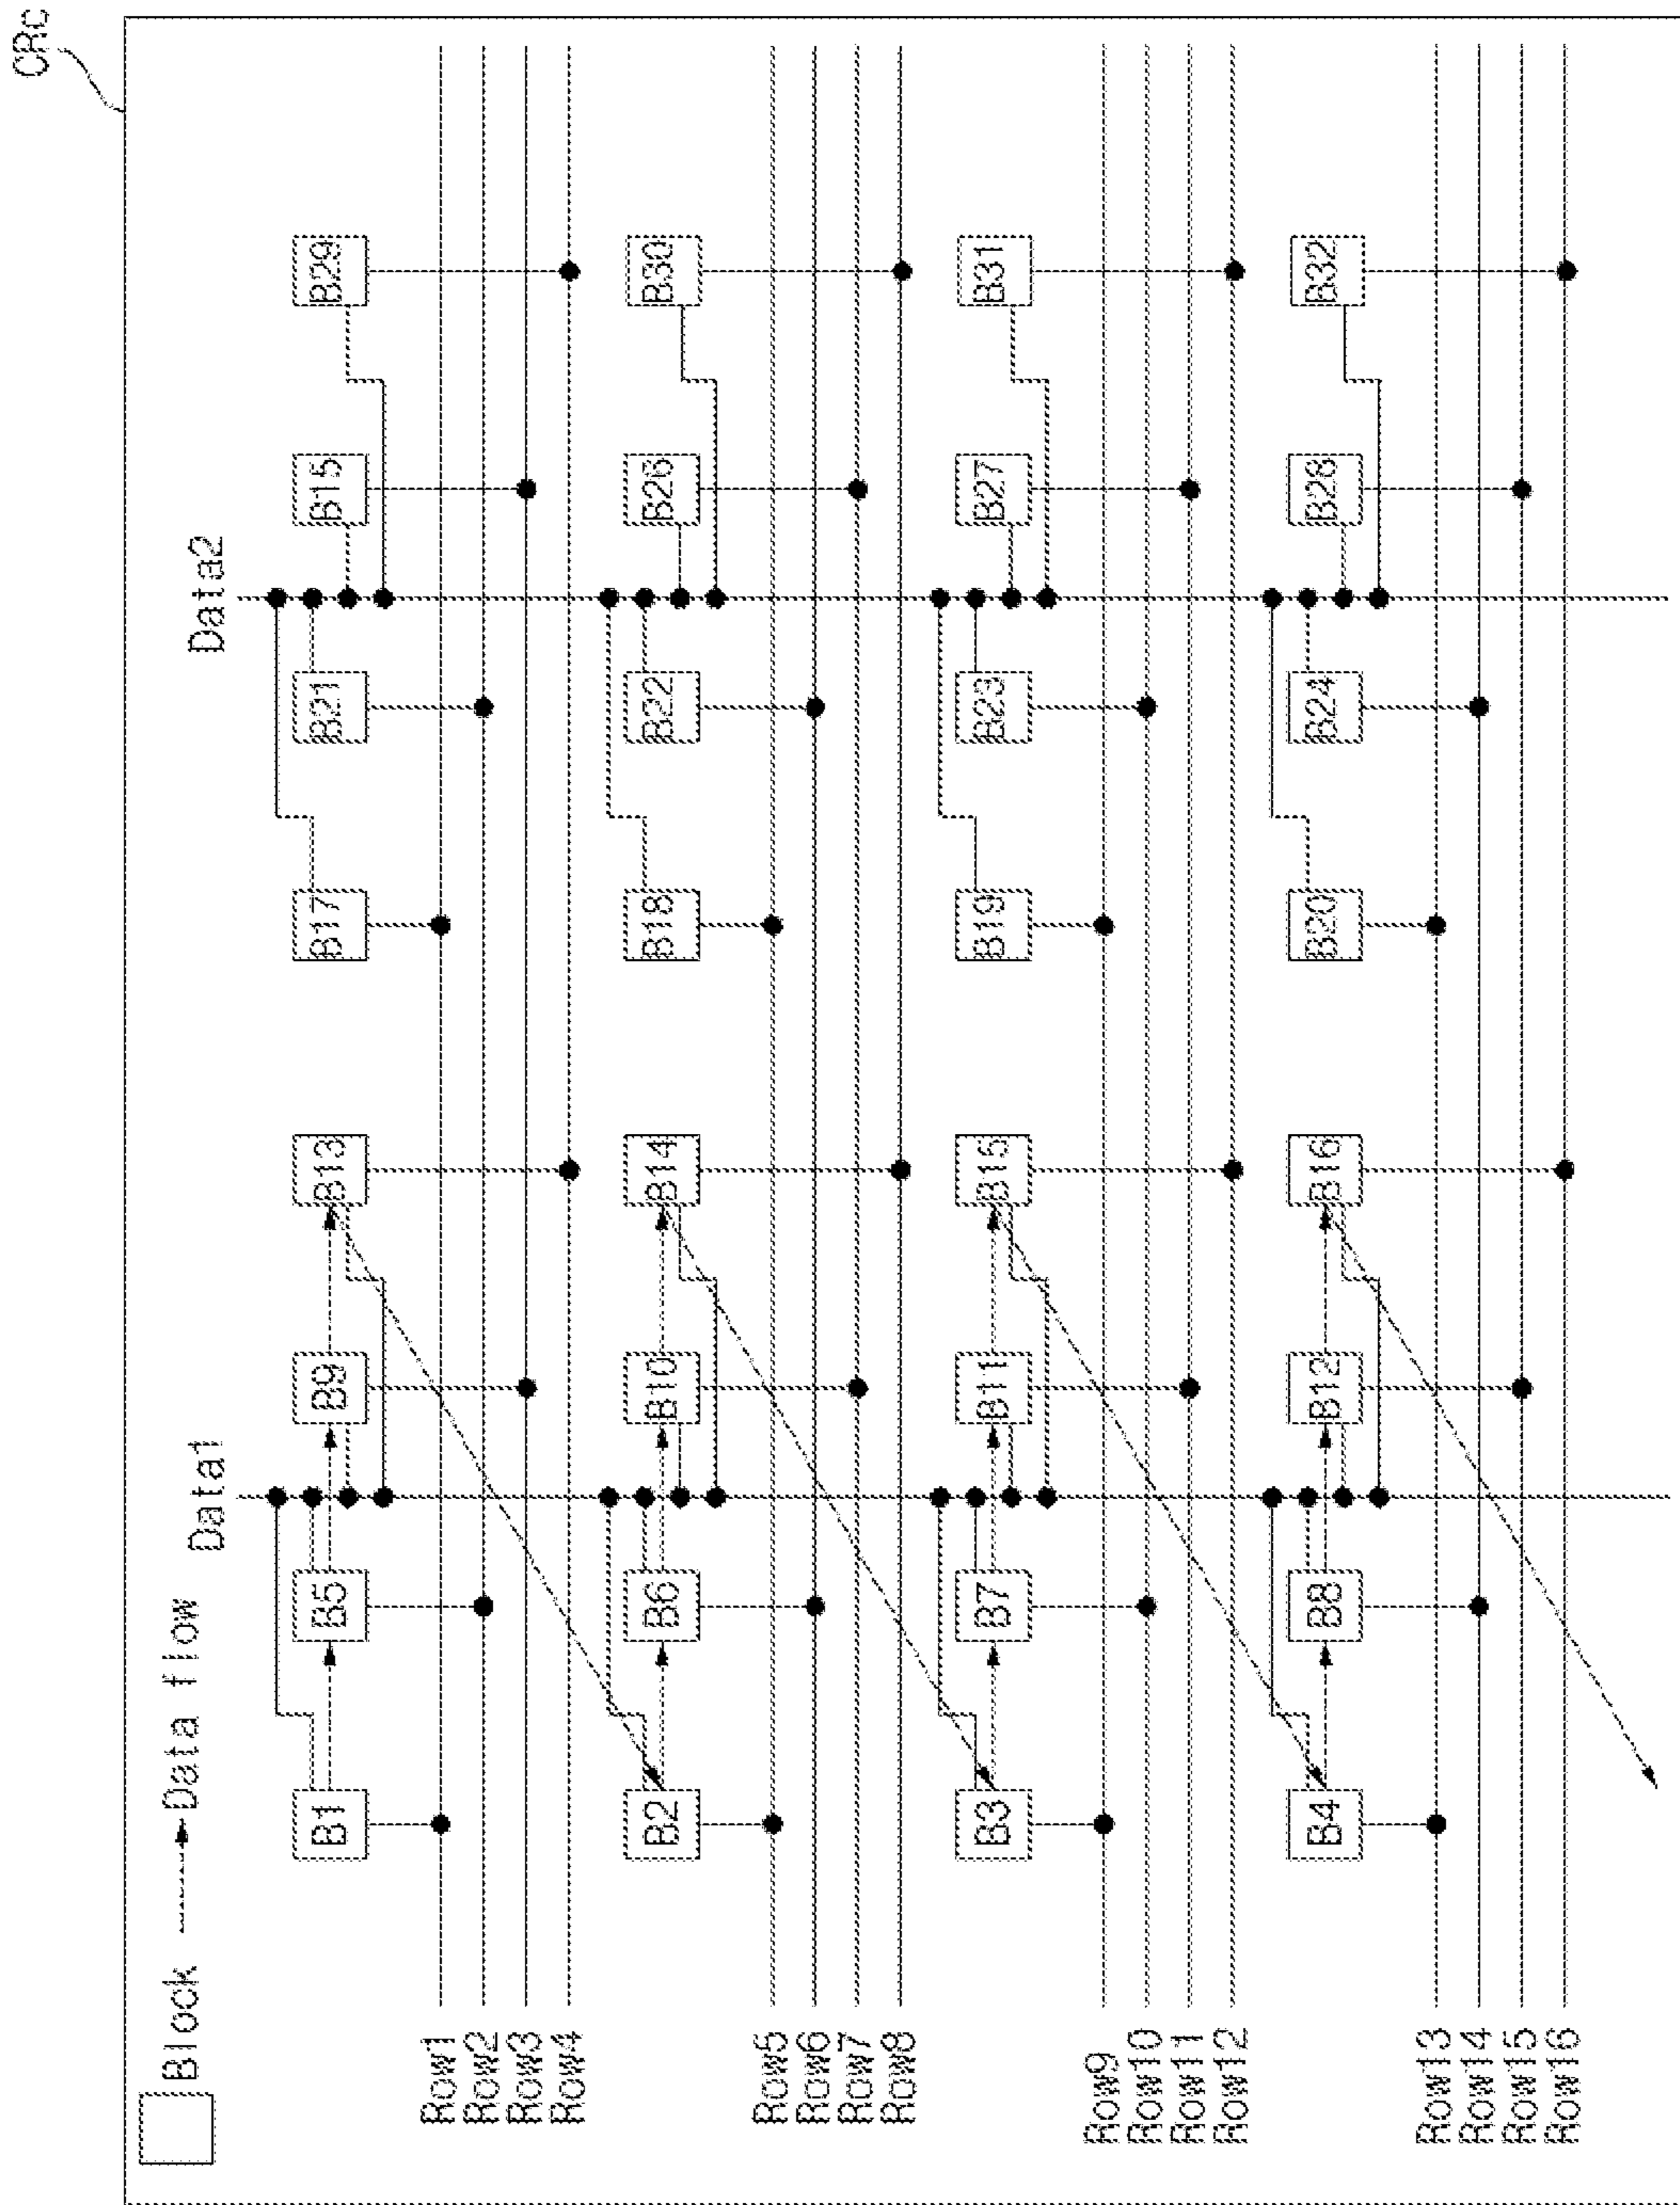 CRc
Block Data flow
Data1 Data2
B1 B5 B9 B13 B17 B21 B15 B29
Row1
Row2
Row3
Row4
B2 B6 B10 B14 B18 B22 B26 B30
Row5
Row6
Row7
Row8
B3 B7 B11 B15 B19 B23 B27 B31
Row9
Row10
Row11
Row12
B4 B8 B12 B16 B20 B24 B28 B32
Row13
Row14
Row15
Row16